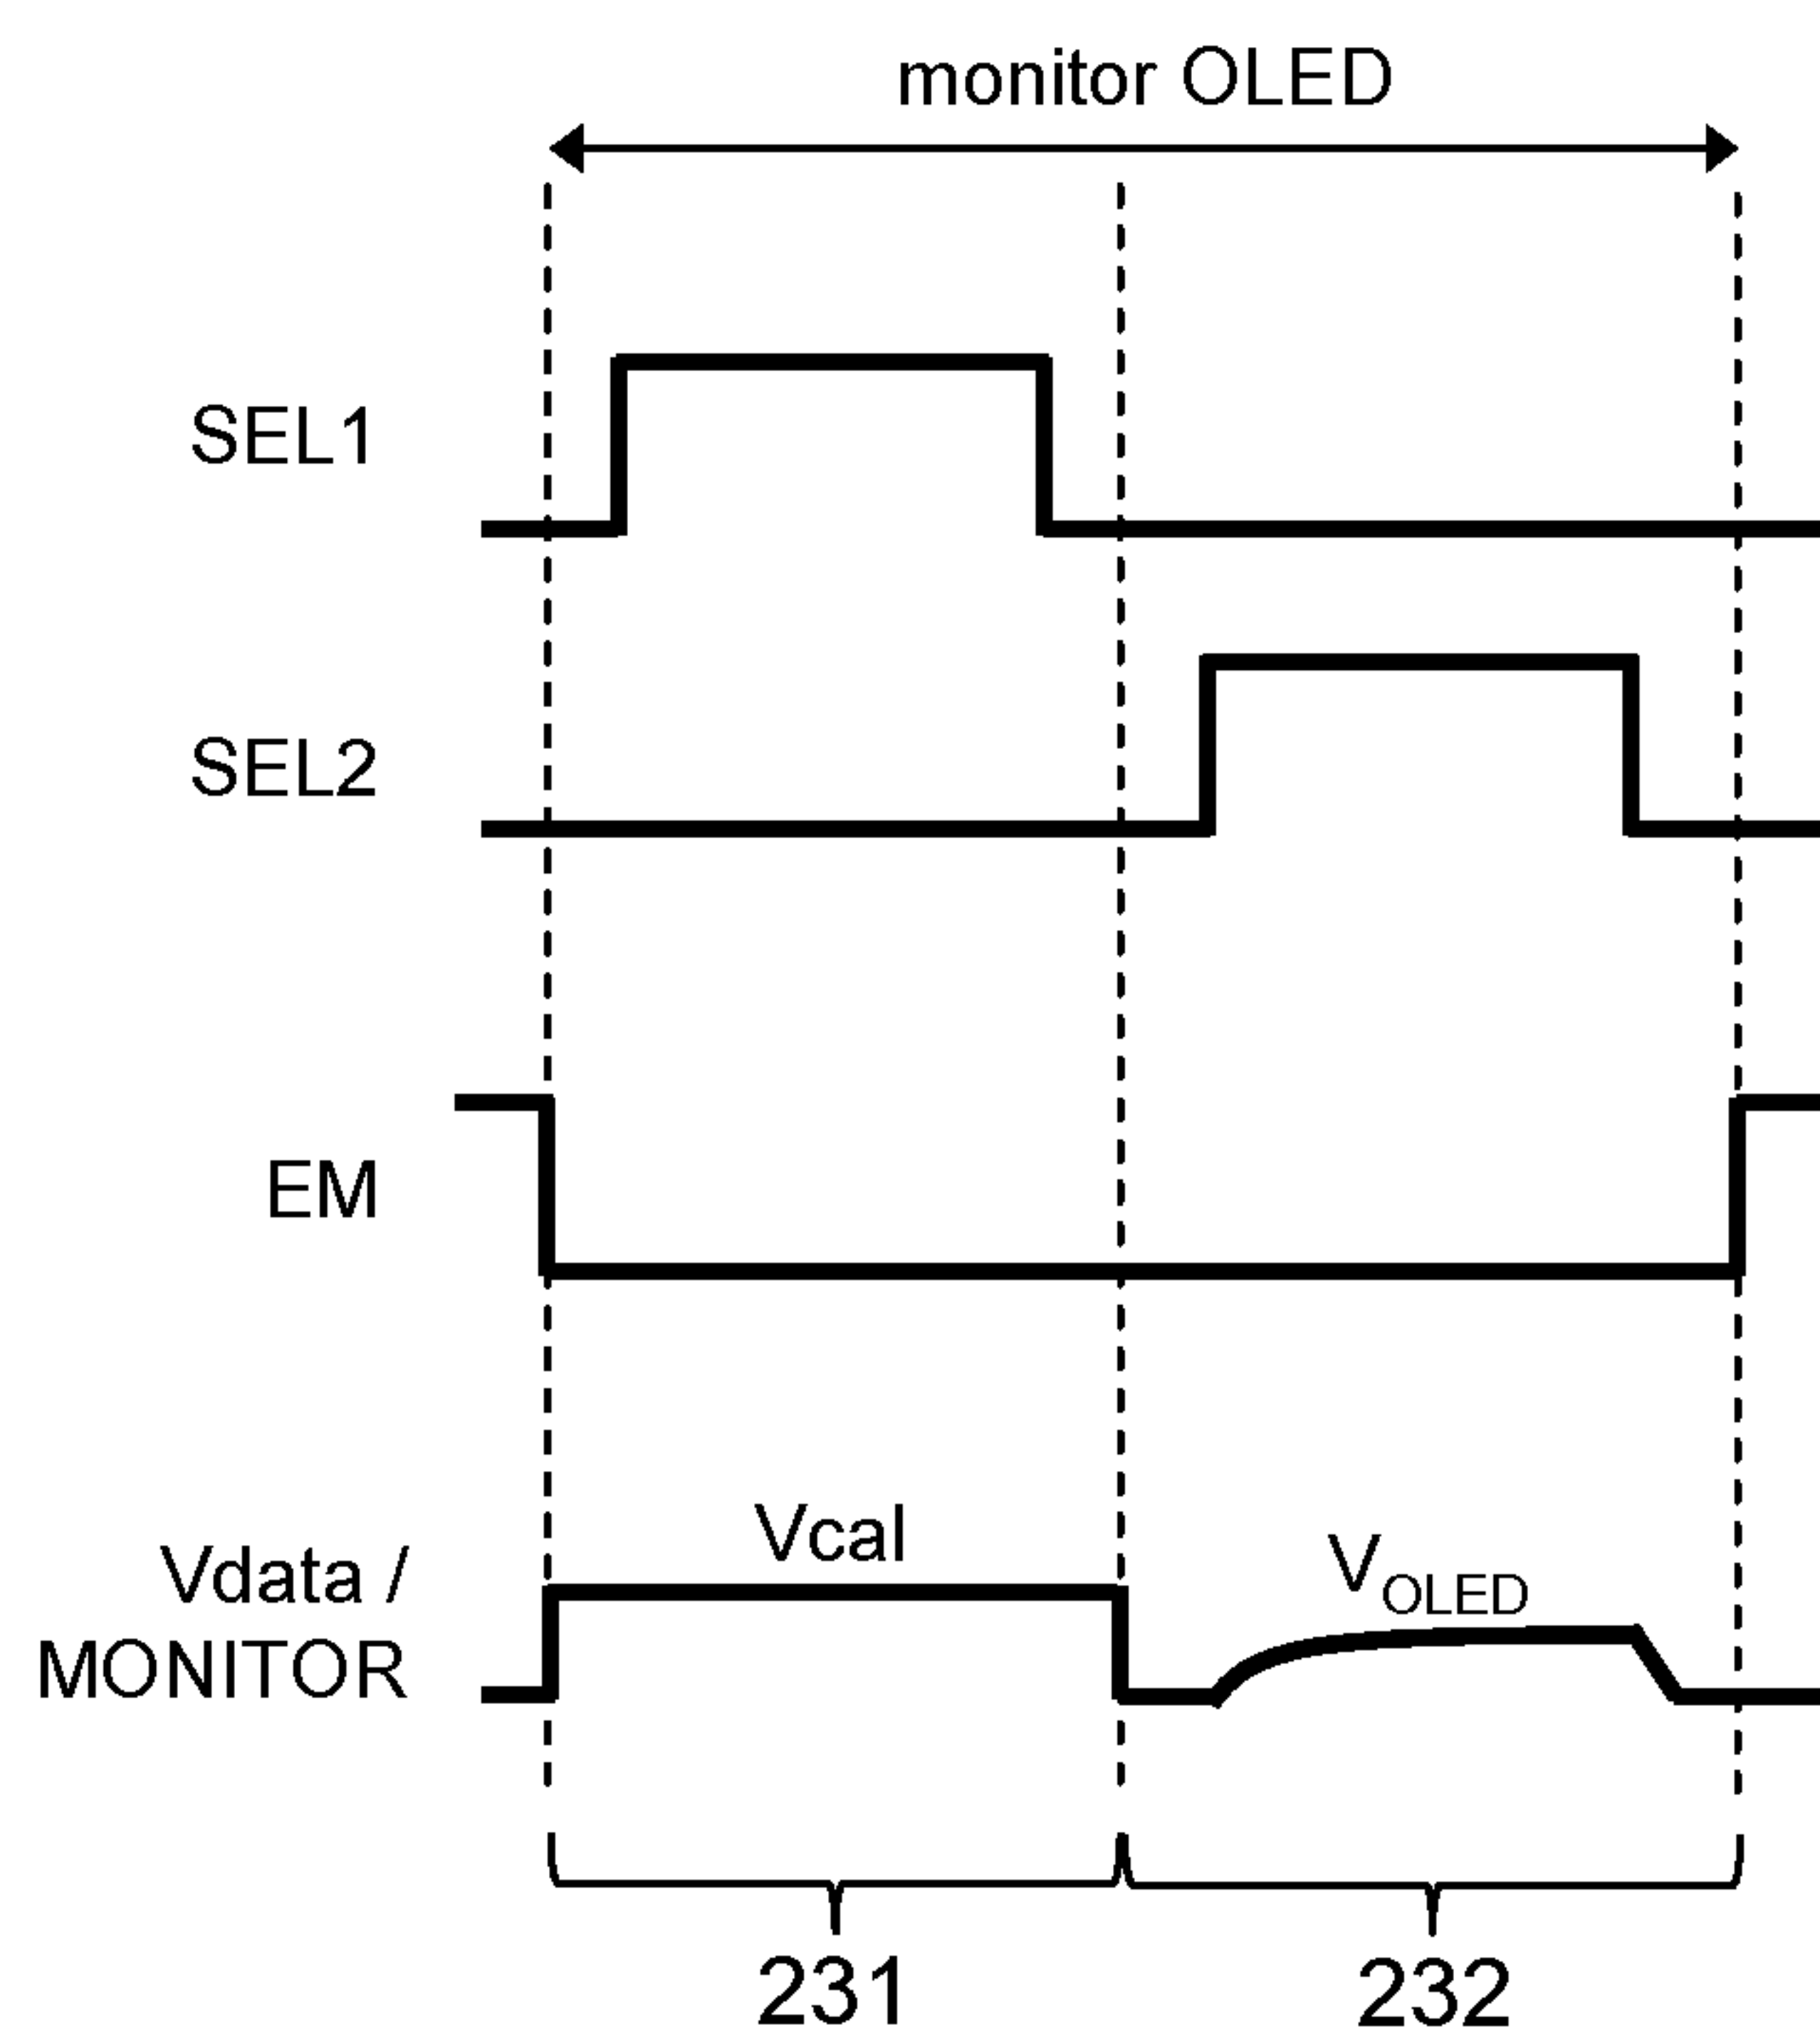 monitor OLED
SEL1
SEL2
EM
Vcal
Vdata /
MONITOR
VOLED
231
232